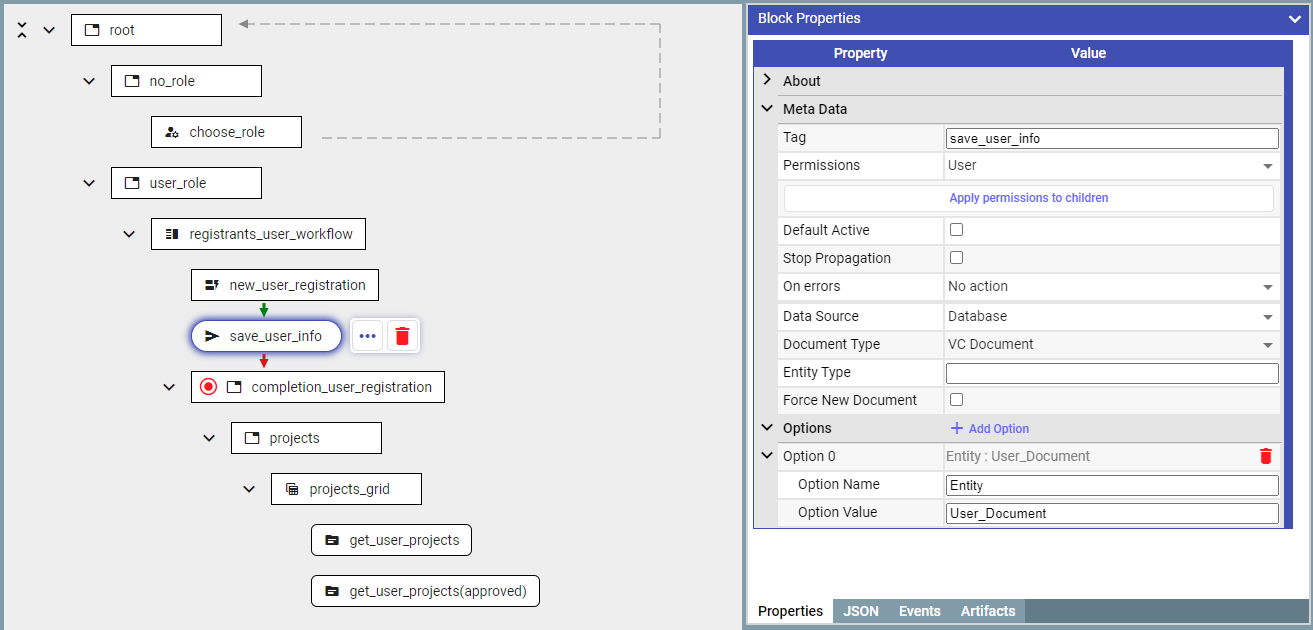 root
no_role
choose_role
user_role
registrants_user_workflow
new_user_registration
save_user_info
completion_user_registration
projects
projects_grid
get_user_projects
get_user_projects(approved)
Block Properties
Property Value
About
Meta Data
Tag save_user_info
Permissions User
Apply permissions to children
Default Active
Stop Propagation
On errors No action
Data Source Database
Document Type VC Document
Entity Type
Force New Document
Options + Add Option
Option 0 Entity : User_Document
Option Name Entity
Option Value User_Document
Properties JSON Events Artifacts